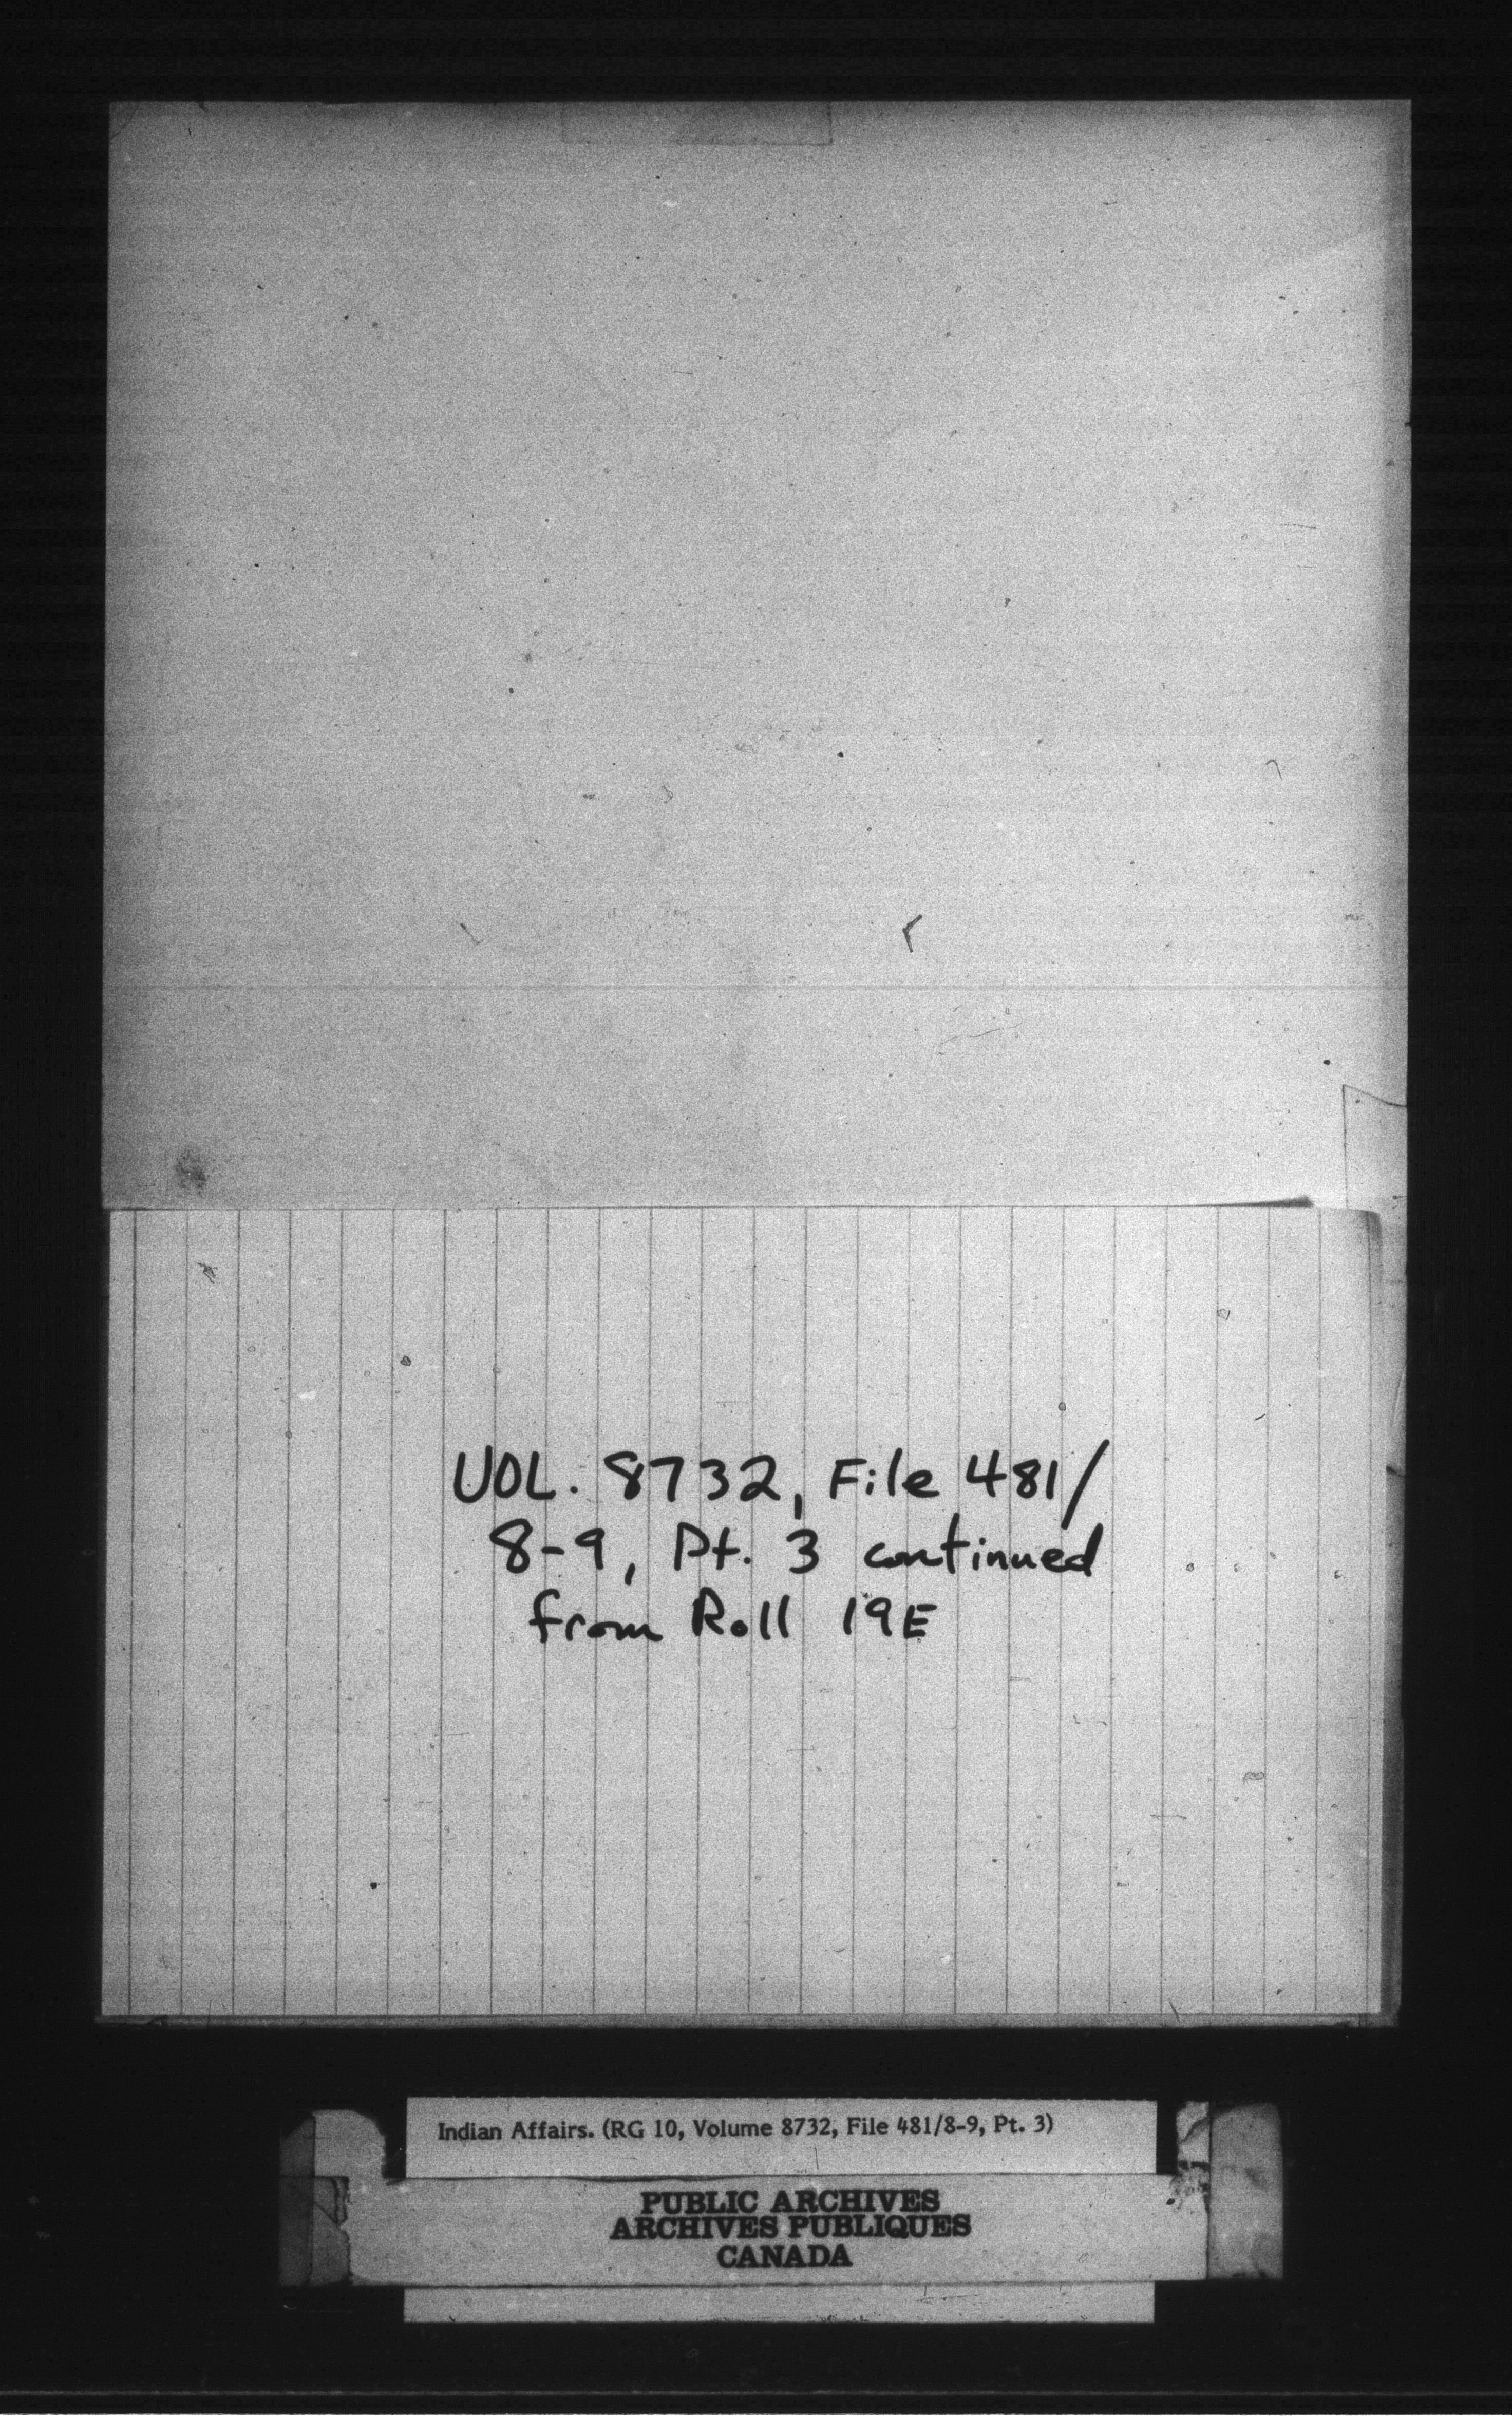 VOL. 8732, File 481/
8-9, Pt. 3 continued
from Roll 19E
Indian Affairs. (RG 10, Volume 8732, File 481/8-9, Pt. 3)
PUBLIC ARCHIVES
ARCHIVES PUBLIQUES
CANADA